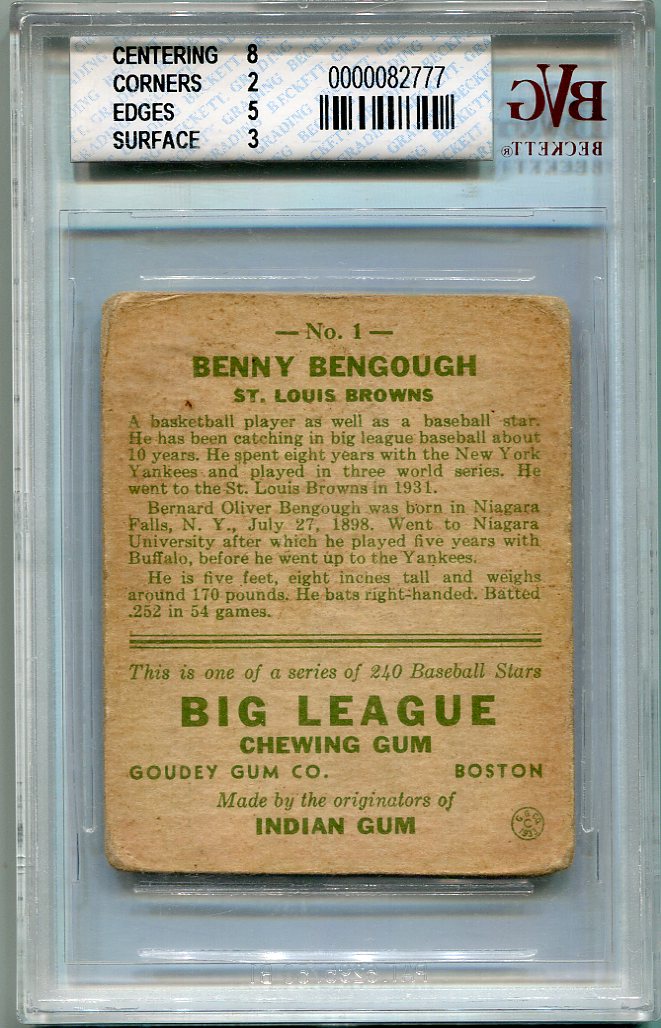 CENTERING 8
CORNERS 2
EDGES 5
SURFACE 3
0000082777
BVG
BECKETT®
— No. 1 —
BENNY BENGOUGH
ST. LOUIS BROWNS
A basketball player as well as a baseball star.
He has been catching in big league baseball about
10 years. He spent eight years with the New York
Yankees and played in three world series. He
went to the St. Louis Browns in 1931.
Bernard Oliver Bengough was born in Niagara
Falls, N. Y., July 27, 1898. Went to Niagara
University after which he played five years with
Buffalo, before he went up to the Yankees.
He is five feet, eight inches tall and weighs
around 170 pounds. He bats right-handed. Batted
.252 in 54 games.
This is one of a series of 240 Baseball Stars
BIG LEAGUE
CHEWING GUM
GOUDEY GUM CO. BOSTON
Made by the originators of
INDIAN GUM